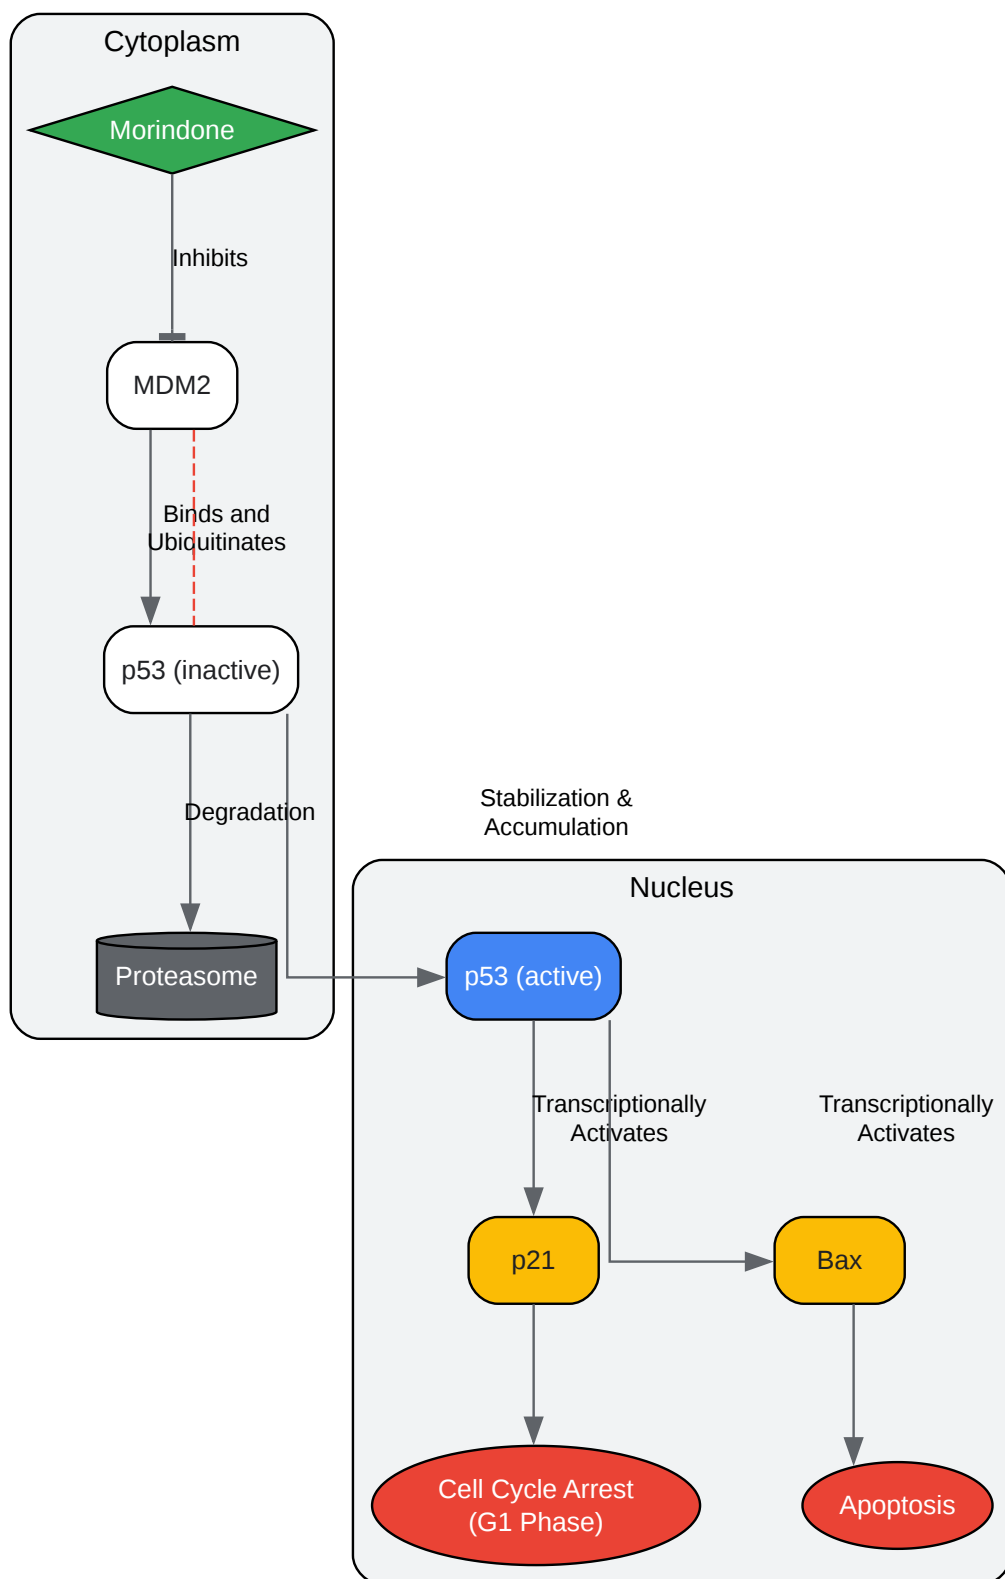 Cytoplasm
Morindone
Inhibits
MDM2
Binds and
Ubiquitinates
p53 (inactive)
Degradation
Stabilization &
Accumulation
Proteasome
Nucleus
p53 (active)
Transcriptionally
Activates
Transcriptionally
Activates
p21
Bax
Cell Cycle Arrest
(G1 Phase)
Apoptosis